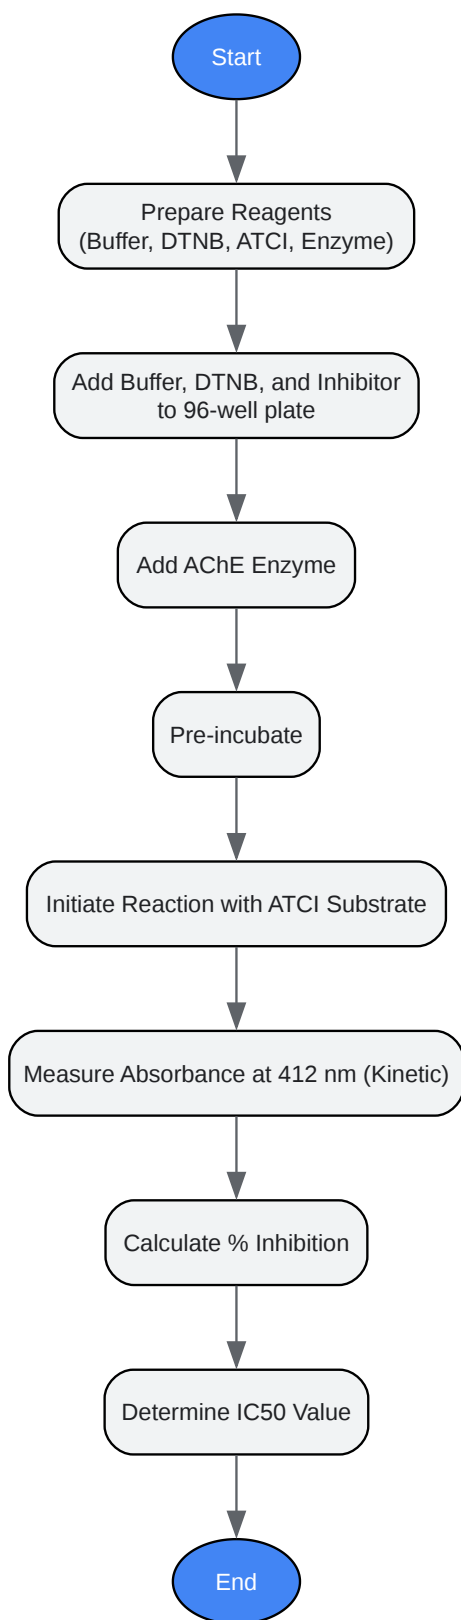 Start
Prepare Reagents
(Buffer, DTNB, ATCI, Enzyme)
Add Buffer, DTNB, and Inhibitor
to 96-well plate
Add AChE Enzyme
Pre-incubate
Initiate Reaction with ATCI Substrate
Measure Absorbance at 412 nm (Kinetic)
Calculate % Inhibition
Determine IC50 Value
End